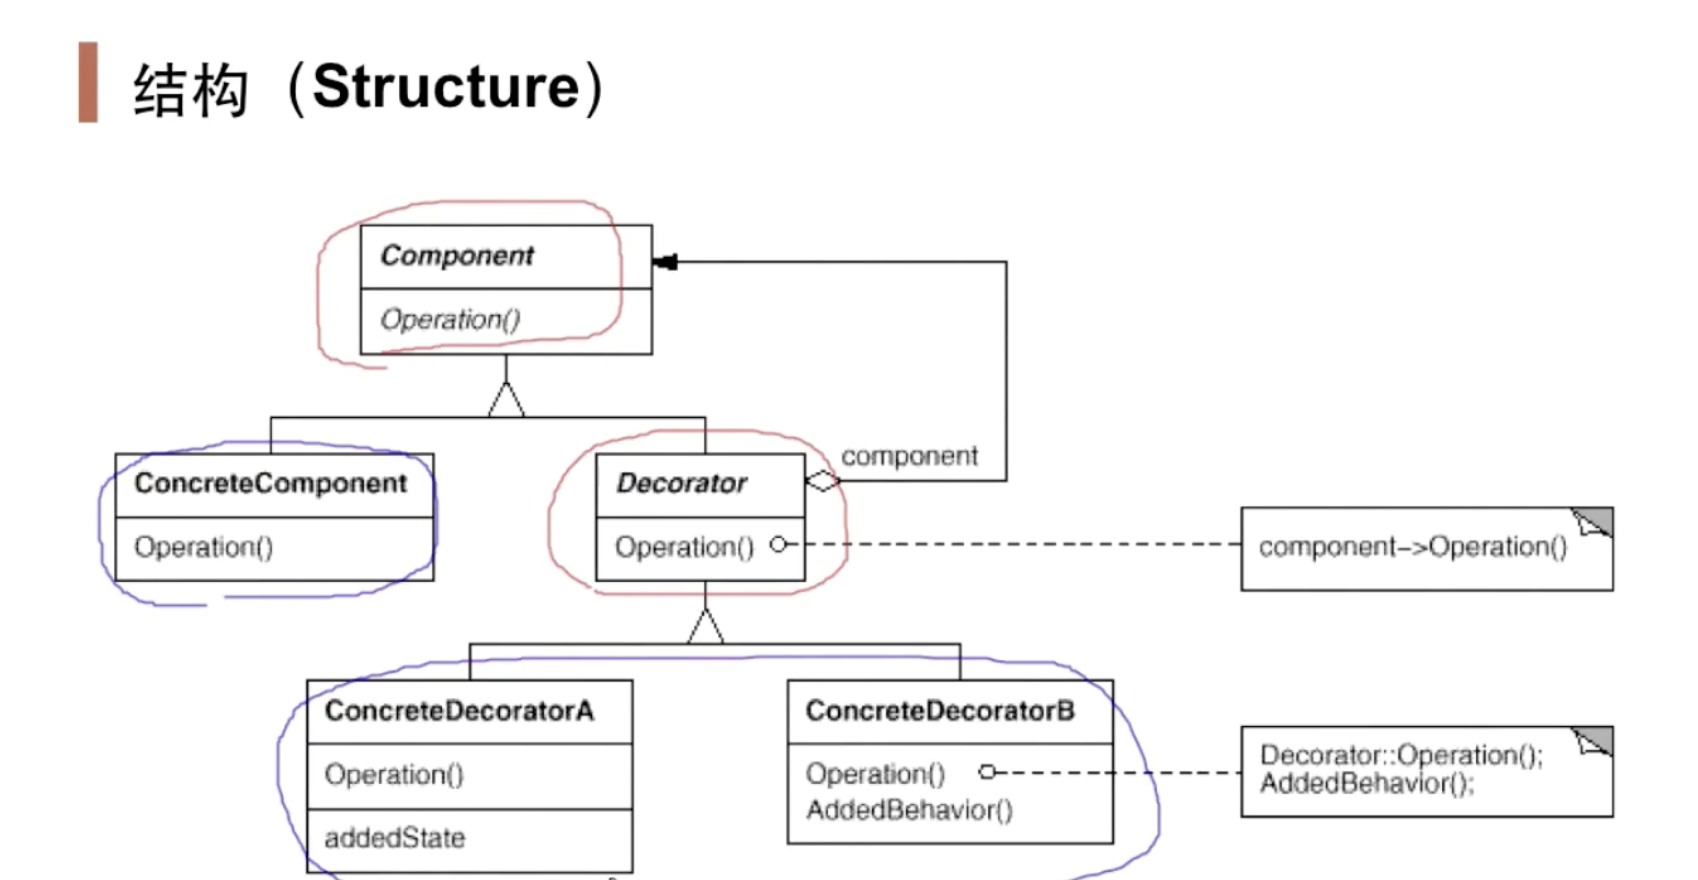 结构（Structure）
Component
Operation()
component
ConcreteComponent
Operation()
Decorator
Operation()
component–>Operation()
ConcreteDecoratorA
Operation()
addedState
ConcreteDecoratorB
Operation()
AddedBehavior()
Decorator::Operation();
AddedBehavior();